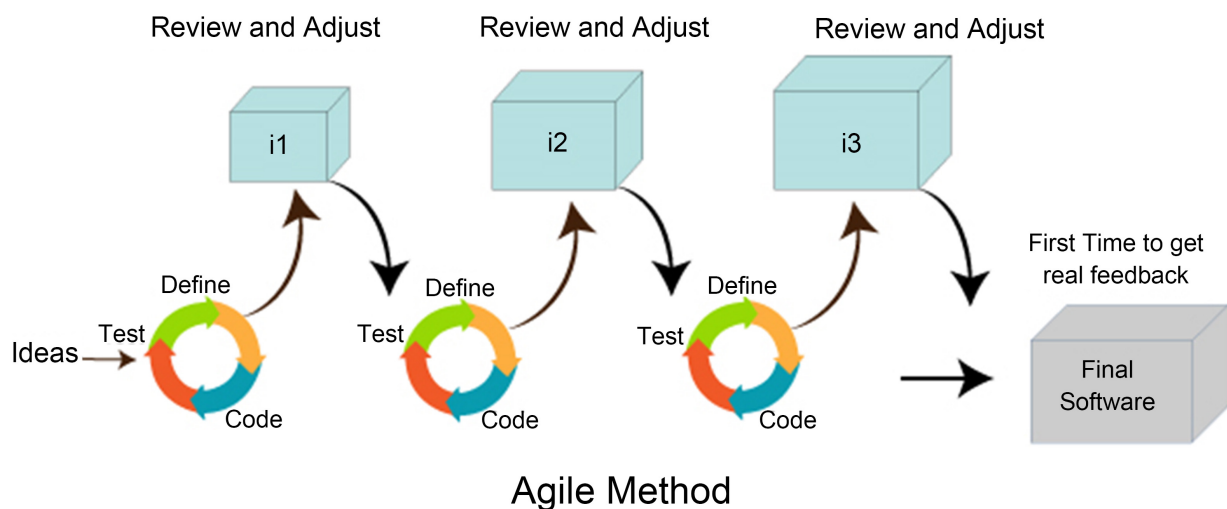 Review and Adjust
Review and Adjust
Review and Adjust
i1
i2
i3
First Time to get
real feedback
Define
Define
Define
Test
Test
Test
Ideas
Code
Code
Code
Final
Software
Agile Method